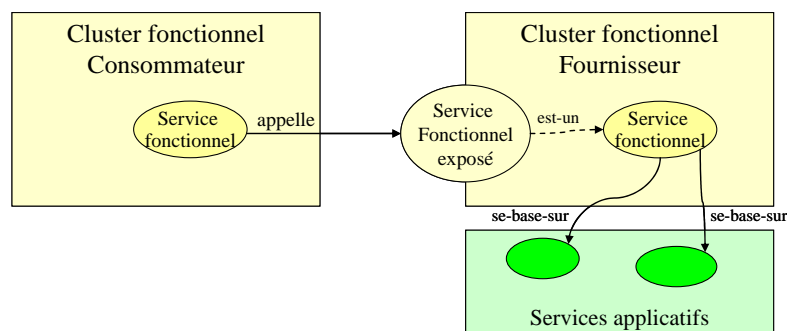 Cluster fonctionnel
Consommateur
Cluster fonctionnel
Fournisseur
Service
fonctionnel
appelle
Service
Fonctionnel
exposé
est-un
Service
fonctionnel
se-base-sur
se-base-sur
Services applicatifs